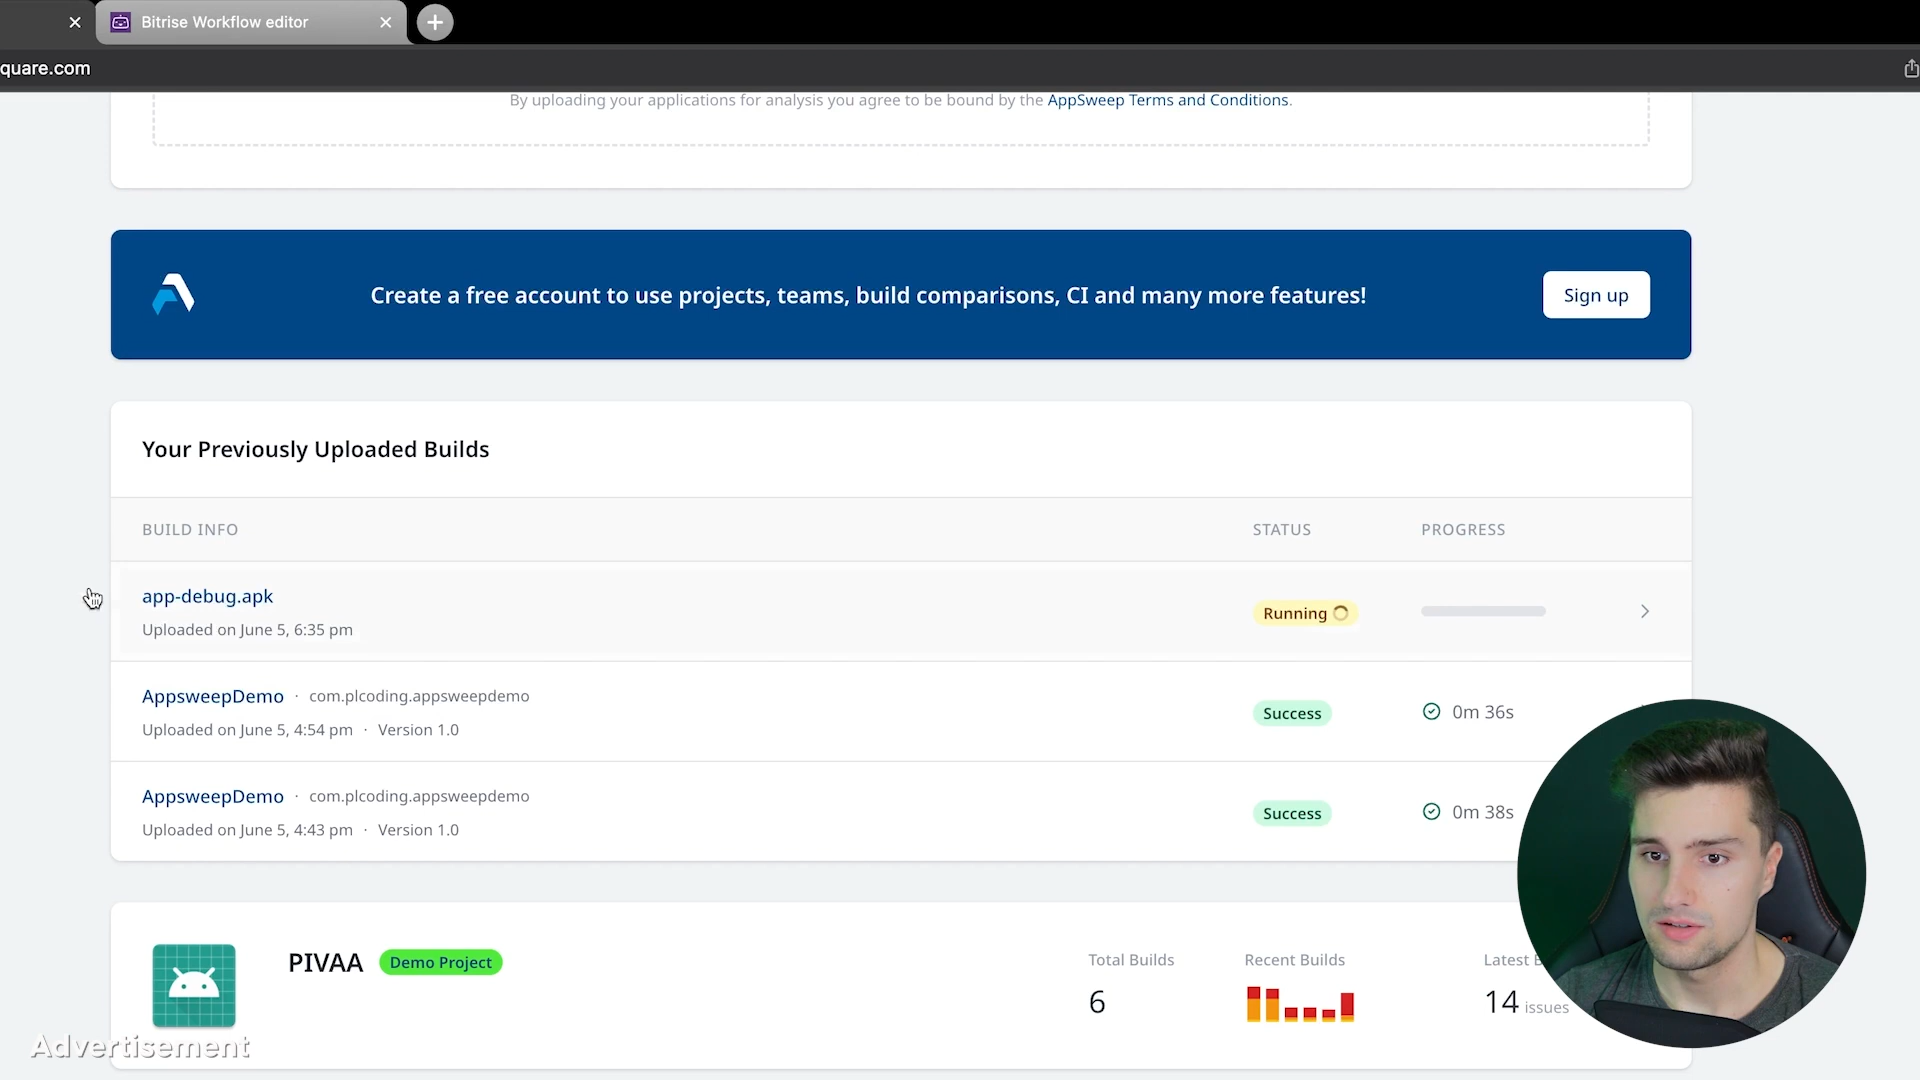 Bitrise Workflow editor
quare.com
By uploading your applications for analysis you agree to be bound by the AppSweep Terms and Conditions.
Create a free account to use projects, teams, build comparisons, CI and many more features!
Sign up
Your Previously Uploaded Builds
BUILD INFO STATUS PROGRESS
app-debug.apk
Running
Uploaded on June 5, 6:35 pm
AppsweepDemo · com.plcoding.appsweepdemo
Success 0m 36s
Uploaded on June 5, 4:54 pm · Version 1.0
AppsweepDemo · com.plcoding.appsweepdemo
Success 0m 38s
Uploaded on June 5, 4:43 pm · Version 1.0
PIVAA Demo Project
Total Builds Recent Builds Latest
6 14 issues
Advertisement